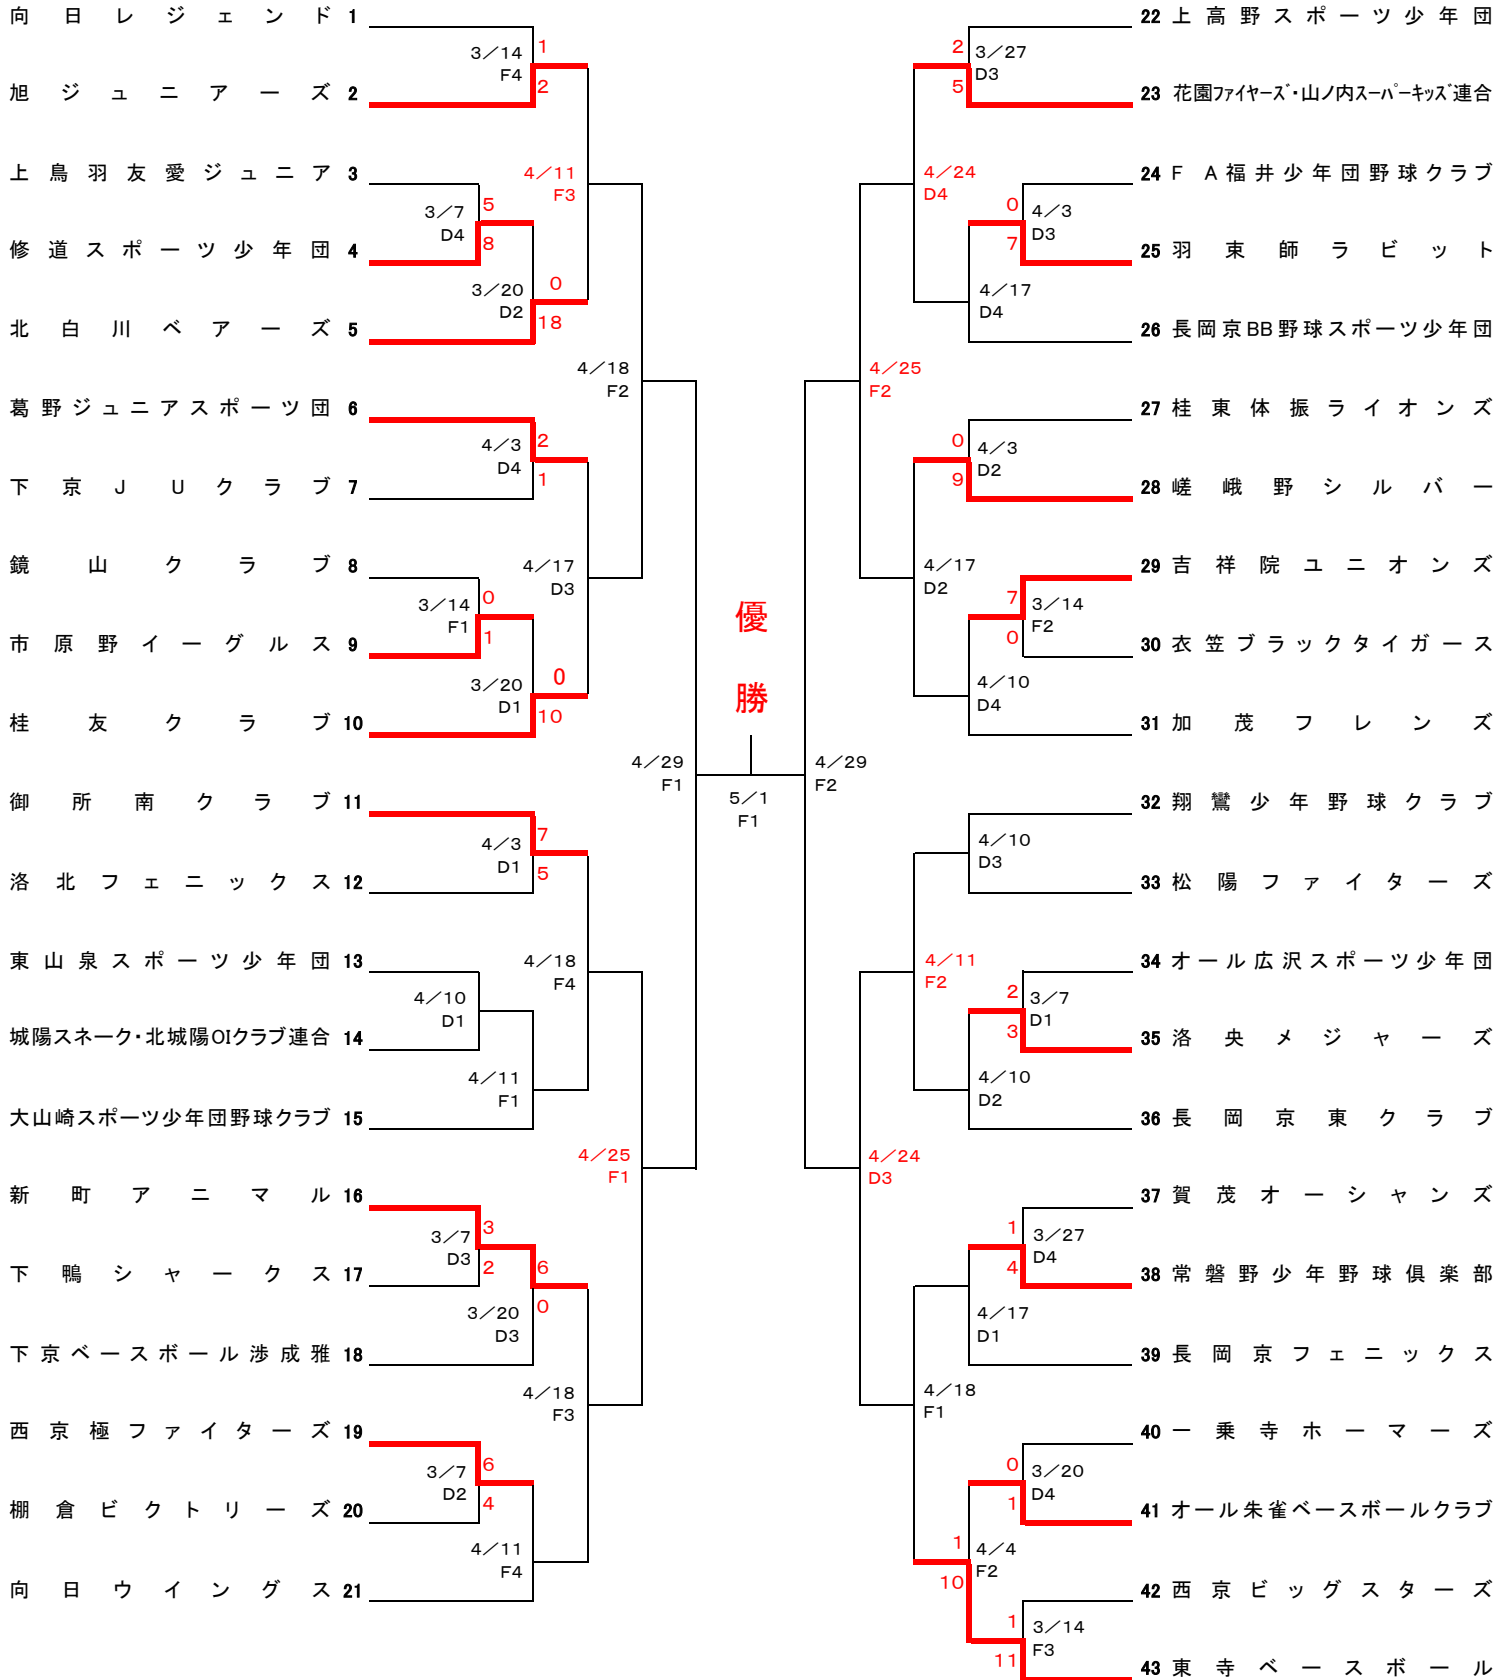 向日レジェンド 1
3/14
F4
1
2
旭ジュニアーズ 2
上鳥羽友愛ジュニア 3
3/7
D4
5
8
4/11
F3
修道スポーツ少年団 4
3/20
D2
0
18
北白川ベアーズ 5
4/18
F2
葛野ジュニアスポーツ団 6
4/3
D4
2
1
下京JUクラブ 7
鏡山クラブ 8
3/14
F1
0
1
4/17
D3
市原野イーグルス 9
3/20
D1
0
10
桂友クラブ 10
4/29
F1
御所南クラブ 11
4/3
D1
7
5
洛北フェニックス 12
東山泉スポーツ少年団 13
4/10
D1
4/18
F4
城陽スネーク・北城陽OIクラブ連合 14
4/11
F1
大山崎スポーツ少年団野球クラブ 15
4/25
F1
新町アニマル 16
3/7
D3
3
2
下鴨シャークス 17
3/20
D3
6
0
下京ベースボール渉成雅 18
4/18
F3
西京極ファイターズ 19
3/7
D2
6
4
棚倉ビクトリーズ 20
4/11
F4
向日ウイングス 21
優
勝
5/1
F1
22 上高野スポーツ少年団
2
5
3/27
D3
23 花園ファイヤーズ・山ノ内スーパーキッズ連合
24 FA福井少年団野球クラブ
4/24
D4
0
7
4/3
D3
25 羽束師ラビット
4/17
D4
26 長岡京BB野球スポーツ少年団
4/25
F2
27 桂東体振ライオンズ
0
9
4/3
D2
28 嵯峨野シルバー
29 吉祥院ユニオンズ
4/17
D2
7
0
3/14
F2
30 衣笠ブラックタイガース
4/10
D4
31 加茂フレンズ
4/29
F2
32 翔鸞少年野球クラブ
4/10
D3
33 松陽ファイターズ
34 オール広沢スポーツ少年団
4/11
F2
2
3
3/7
D1
35 洛央メジャーズ
4/10
D2
36 長岡京東クラブ
4/24
D3
37 賀茂オーシャンズ
1
4
3/27
D4
38 常磐野少年野球倶楽部
4/17
D1
39 長岡京フェニックス
4/18
F1
40 一乗寺ホーマーズ
0
1
3/20
D4
41 オール朱雀ベースボールクラブ
1
10
4/4
F2
42 西京ビッグスターズ
1
11
3/14
F3
43 東寺ベースボール